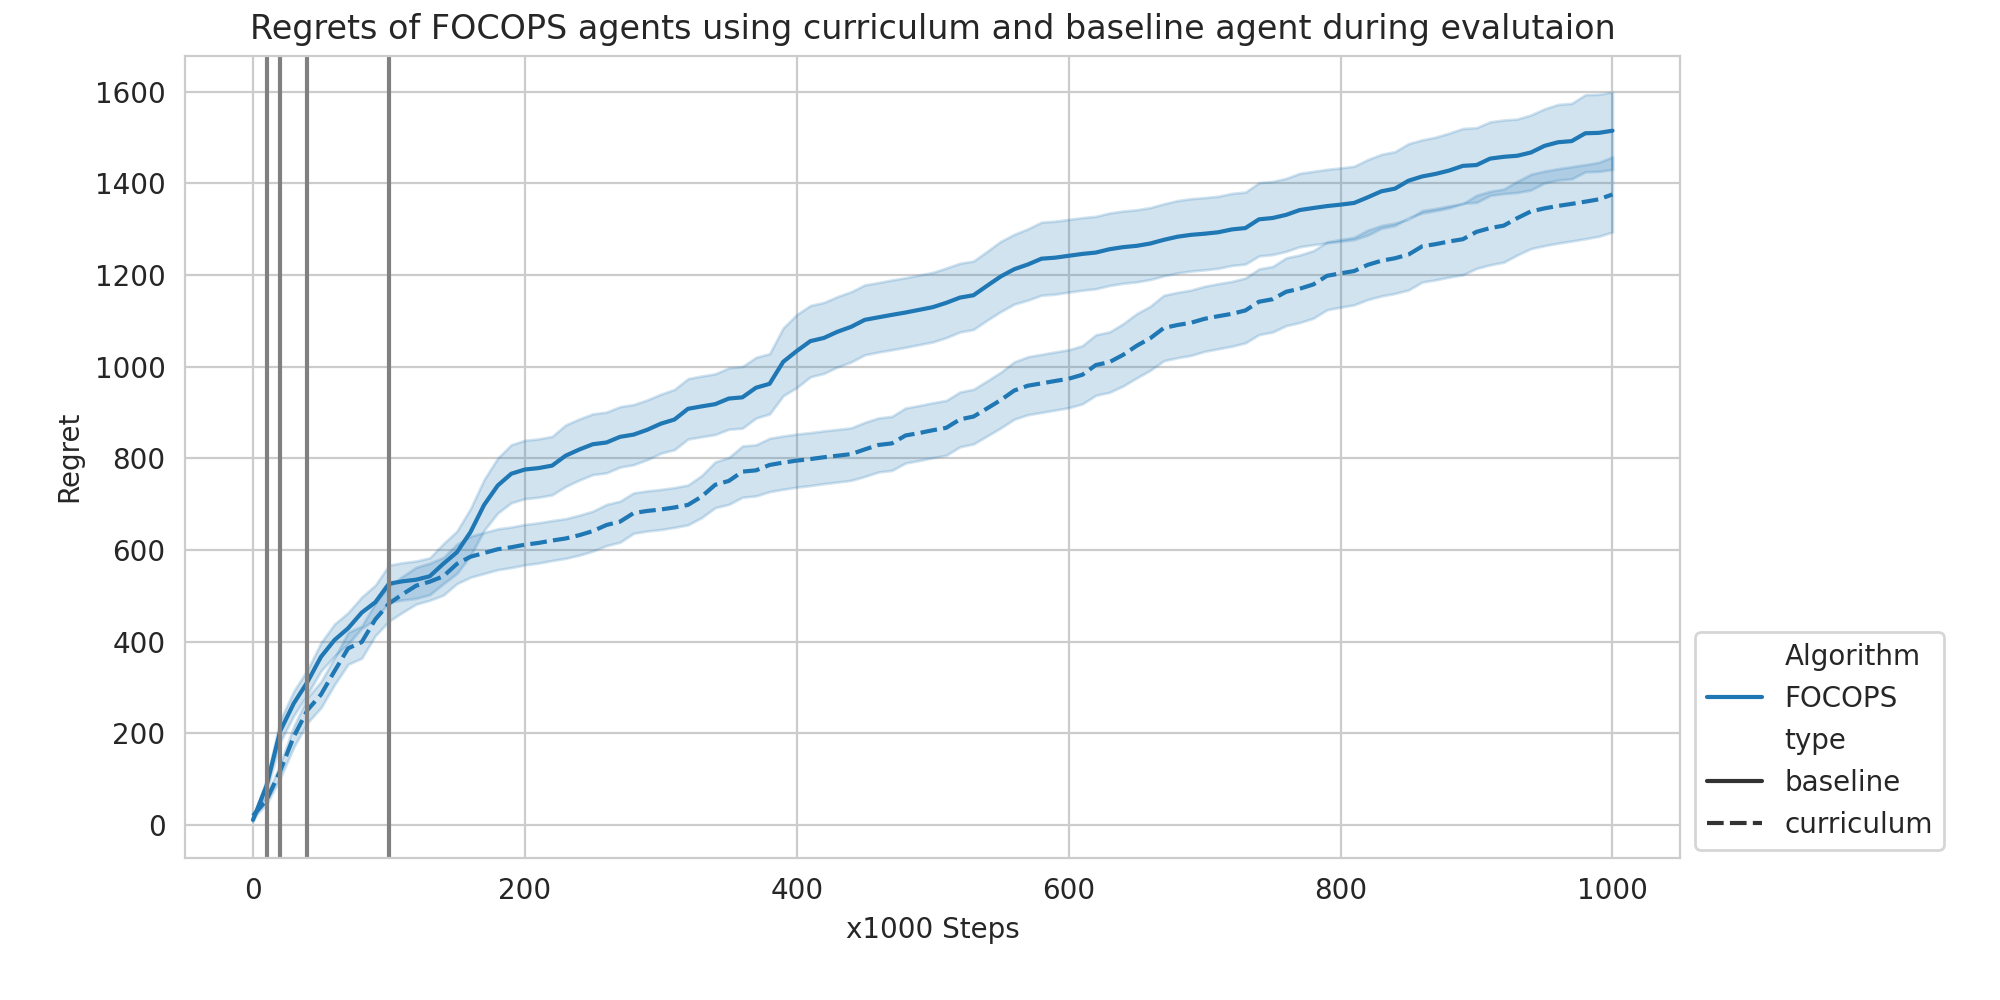 Regrets of FOCOPS agents using curriculum and baseline agent during evalutaion
1600
1400
1200
1000
800
600
400
200
0
Regret
0 200 400 600 800 1000
x1000 Steps
Algorithm
FOCOPS
type
baseline
curriculum